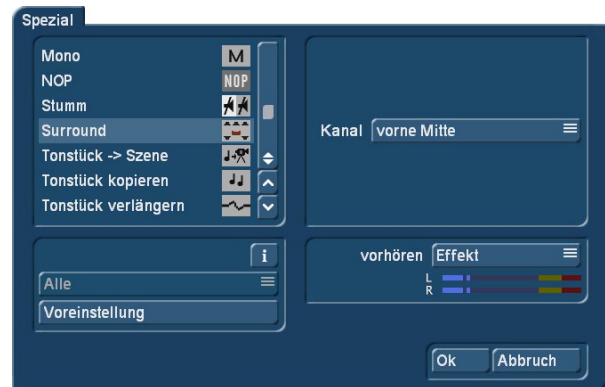 Spezial
Mono M
NOP NOP
Stumm
Surround
Tonstück -> Szene
Tonstück kopieren
Tonstück verlängern
Kanal vorne Mitte
i
Alle
Voreinstellung
vorhören Effekt
L
R
Ok Abbruch